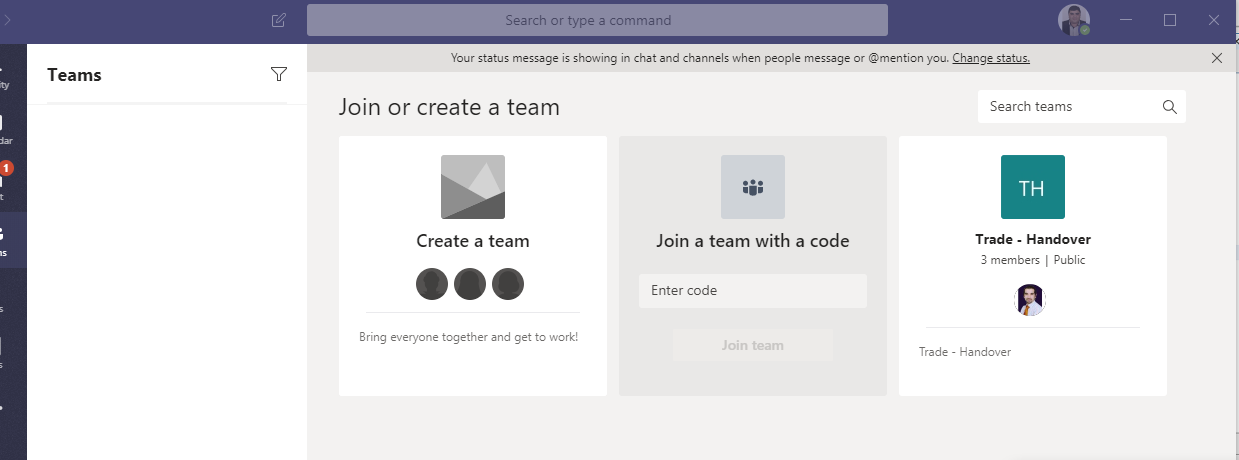 Search or type a command
Teams
Your status message is showing in chat and channels when people message or @mention you. Change status.
Join or create a team
Search teams
Create a team
Bring everyone together and get to work!
Join a team with a code
Enter code
Join team
TH
Trade - Handover
3 members | Public
Trade - Handover
ity
dar
1
t
ns
s
s